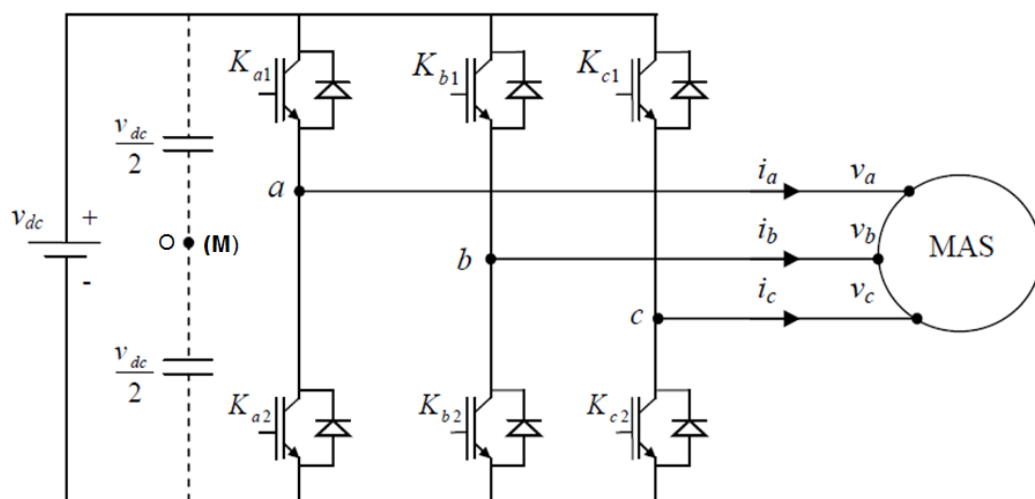 K_{a1}
K_{b1}
K_{c1}
v_{dc}/2
a
i_a
v_a
v_{dc}
+
-
O (M)
b
i_b
v_b
MAS
c
i_c
v_c
v_{dc}/2
K_{a2}
K_{b2}
K_{c2}